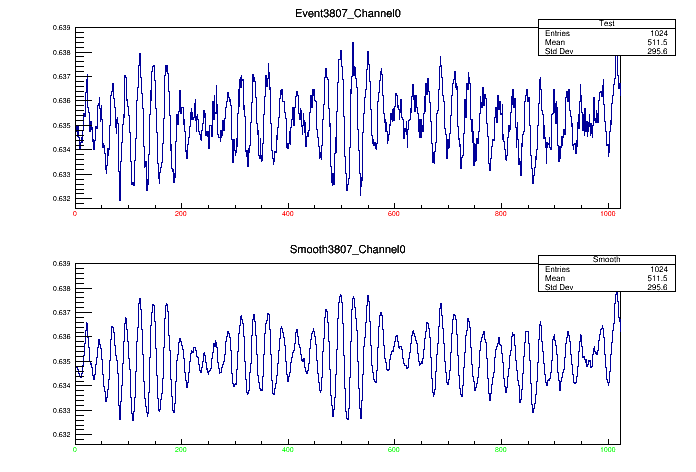 Event3807_Channel0
Test
Entries 1024
Mean 511.5
Std Dev 295.6
0.639
0.638
0.637
0.636
0.635
0.634
0.633
0.632
0 200 400 600 800 1000
Smooth3807_Channel0
Smooth
Entries 1024
Mean 511.5
Std Dev 295.6
0.639
0.638
0.637
0.636
0.635
0.634
0.633
0.632
0 200 400 600 800 1000